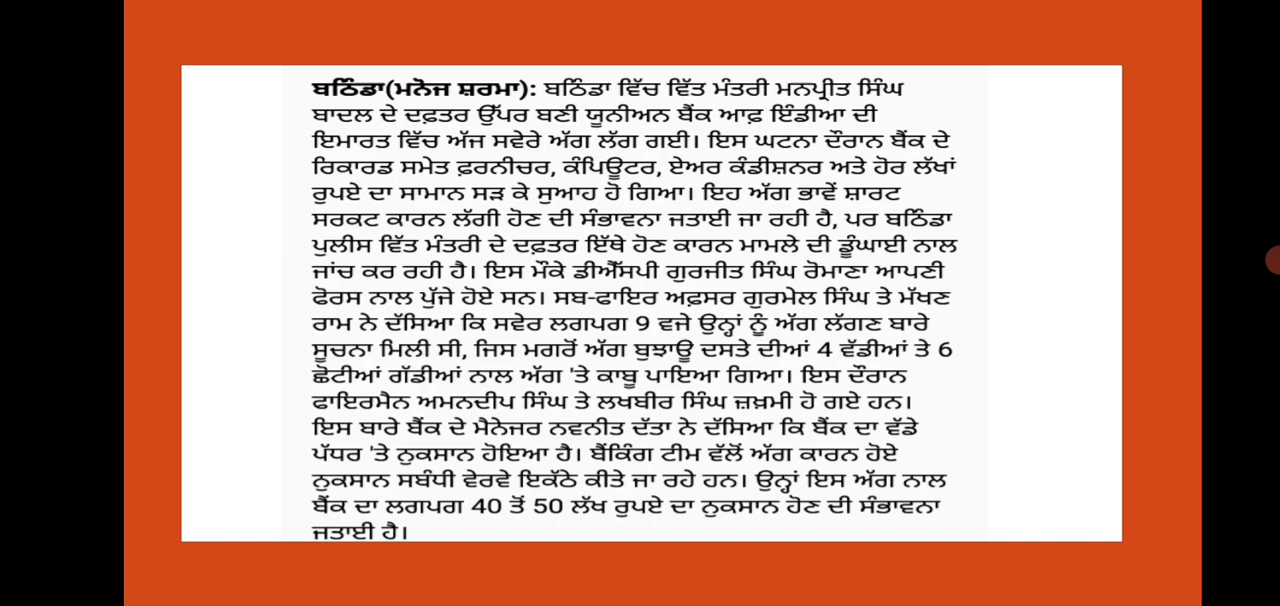 ਬਠਿੰਡਾ(ਮਨੋਜ ਸ਼ਰਮਾ): ਬਠਿੰਡਾ ਵਿੱਚ ਵਿੱਤ ਮੰਤਰੀ ਮਨਪ੍ਰੀਤ ਸਿੰਘ
ਬਾਦਲ ਦੇ ਦਫ਼ਤਰ ਉੱਪਰ ਬਣੀ ਯੂਨੀਅਨ ਬੈਂਕ ਆਫ਼ ਇੰਡੀਆ ਦੀ
ਇਮਾਰਤ ਵਿੱਚ ਅੱਜ ਸਵੇਰੇ ਅੱਗ ਲੱਗ ਗਈ। ਇਸ ਘਟਨਾ ਦੌਰਾਨ ਬੈਂਕ ਦੇ
ਰਿਕਾਰਡ ਸਮੇਤ ਫ਼ਰਨੀਚਰ, ਕੰਪਿਊਟਰ, ਏਅਰ ਕੰਡੀਸ਼ਨਰ ਅਤੇ ਹੋਰ ਲੱਖਾਂ
ਰੁਪਏ ਦਾ ਸਾਮਾਨ ਸੜ ਕੇ ਸੁਆਹ ਹੋ ਗਿਆ। ਇਹ ਅੱਗ ਭਾਵੇਂ ਸ਼ਾਰਟ
ਸਰਕਟ ਕਾਰਨ ਲੱਗੀ ਹੋਣ ਦੀ ਸੰਭਾਵਨਾ ਜਤਾਈ ਜਾ ਰਹੀ ਹੈ, ਪਰ ਬਠਿੰਡਾ
ਪੁਲੀਸ ਵਿੱਤ ਮੰਤਰੀ ਦੇ ਦਫ਼ਤਰ ਇੱਥੇ ਹੋਣ ਕਾਰਨ ਮਾਮਲੇ ਦੀ ਡੂੰਘਾਈ ਨਾਲ
ਜਾਂਚ ਕਰ ਰਹੀ ਹੈ। ਇਸ ਮੌਕੇ ਡੀਐੱਸਪੀ ਗੁਰਜੀਤ ਸਿੰਘ ਰੋਮਾਣਾ ਆਪਣੀ
ਫੋਰਸ ਨਾਲ ਪੁੱਜੇ ਹੋਏ ਸਨ। ਸਬ-ਫਾਇਰ ਅਫ਼ਸਰ ਗੁਰਮੇਲ ਸਿੰਘ ਤੇ ਮੱਖਣ
ਰਾਮ ਨੇ ਦੱਸਿਆ ਕਿ ਸਵੇਰ ਲਗਪਗ 9 ਵਜੇ ਉਨ੍ਹਾਂ ਨੂੰ ਅੱਗ ਲੱਗਣ ਬਾਰੇ
ਸੂਚਨਾ ਮਿਲੀ ਸੀ, ਜਿਸ ਮਗਰੋਂ ਅੱਗ ਬੁਝਾਊ ਦਸਤੇ ਦੀਆਂ 4 ਵੱਡੀਆਂ ਤੇ 6
ਛੋਟੀਆਂ ਗੱਡੀਆਂ ਨਾਲ ਅੱਗ 'ਤੇ ਕਾਬੂ ਪਾਇਆ ਗਿਆ। ਇਸ ਦੌਰਾਨ
ਫਾਇਰਮੈਨ ਅਮਨਦੀਪ ਸਿੰਘ ਤੇ ਲਖਬੀਰ ਸਿੰਘ ਜ਼ਖ਼ਮੀ ਹੋ ਗਏ ਹਨ।
ਇਸ ਬਾਰੇ ਬੈਂਕ ਦੇ ਮੈਨੇਜਰ ਨਵਨੀਤ ਦੱਤਾ ਨੇ ਦੱਸਿਆ ਕਿ ਬੈਂਕ ਦਾ ਵੱਡੇ
ਪੱਧਰ 'ਤੇ ਨੁਕਸਾਨ ਹੋਇਆ ਹੈ। ਬੈਂਕਿੰਗ ਟੀਮ ਵੱਲੋਂ ਅੱਗ ਕਾਰਨ ਹੋਏ
ਨੁਕਸਾਨ ਸਬੰਧੀ ਵੇਰਵੇ ਇਕੱਠੇ ਕੀਤੇ ਜਾ ਰਹੇ ਹਨ। ਉਨ੍ਹਾਂ ਇਸ ਅੱਗ ਨਾਲ
ਬੈਂਕ ਦਾ ਲਗਪਗ 40 ਤੋਂ 50 ਲੱਖ ਰੁਪਏ ਦਾ ਨੁਕਸਾਨ ਹੋਣ ਦੀ ਸੰਭਾਵਨਾ
ਜਤਾਈ ਹੈ।